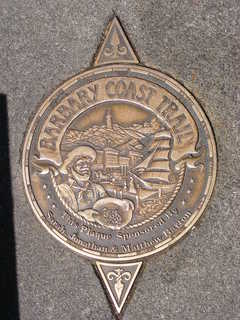 BARBARY COAST TRAIL
This Plaque Sponsored By
Sarah, Jonathan & Matthew